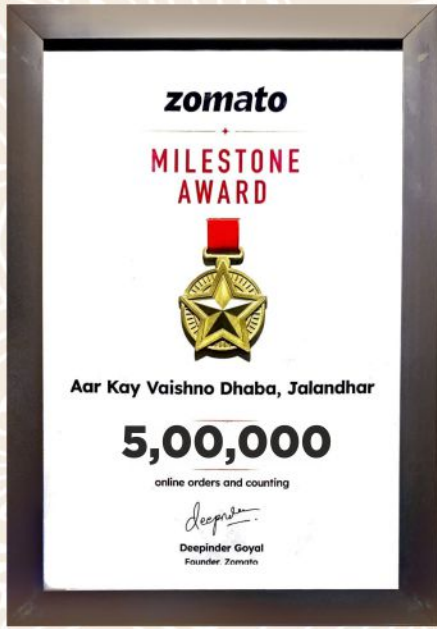 zomato
MILESTONE
AWARD
Aar Kay Vaishno Dhaba, Jalandhar
5,00,000
online orders and counting
deepinder
Deepinder Goyal
Founder, Zomato